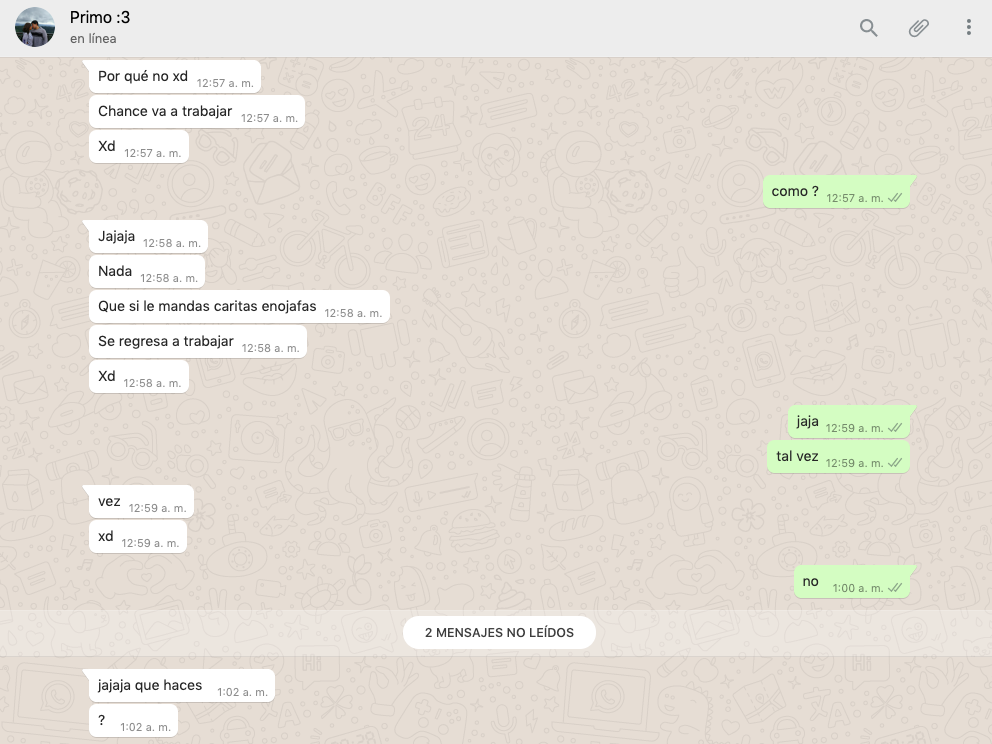 Primo :3
en línea
Por qué no xd 12:57 a. m.
Chance va a trabajar 12:57 a. m.
Xd 12:57 a. m.
como ? 12:57 a. m.
Jajaja 12:58 a. m.
Nada 12:58 a. m.
Que si le mandas caritas enojafas 12:58 a. m.
Se regresa a trabajar 12:58 a. m.
Xd 12:58 a. m.
jaja 12:59 a. m.
tal vez 12:59 a. m.
vez 12:59 a. m.
xd 12:59 a. m.
no 1:00 a. m.
2 MENSAJES NO LEÍDOS
jajaja que haces 1:02 a. m.
? 1:02 a. m.